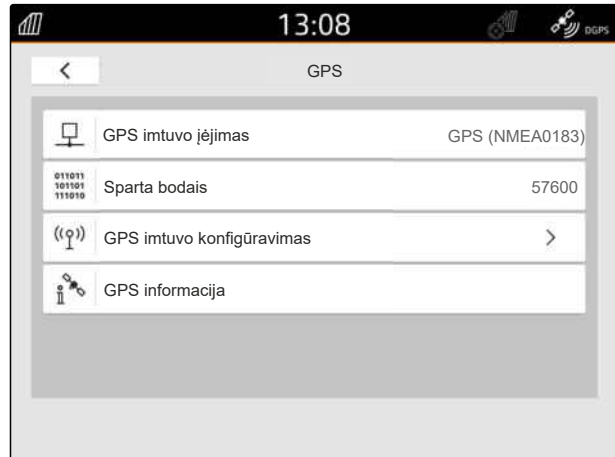 13:08
DGPS
GPS
GPS imtuvo įėjimas GPS (NMEA0183)
011011
101101
111010
Sparta bodais 57600
GPS imtuvo konfigūravimas
GPS informacija